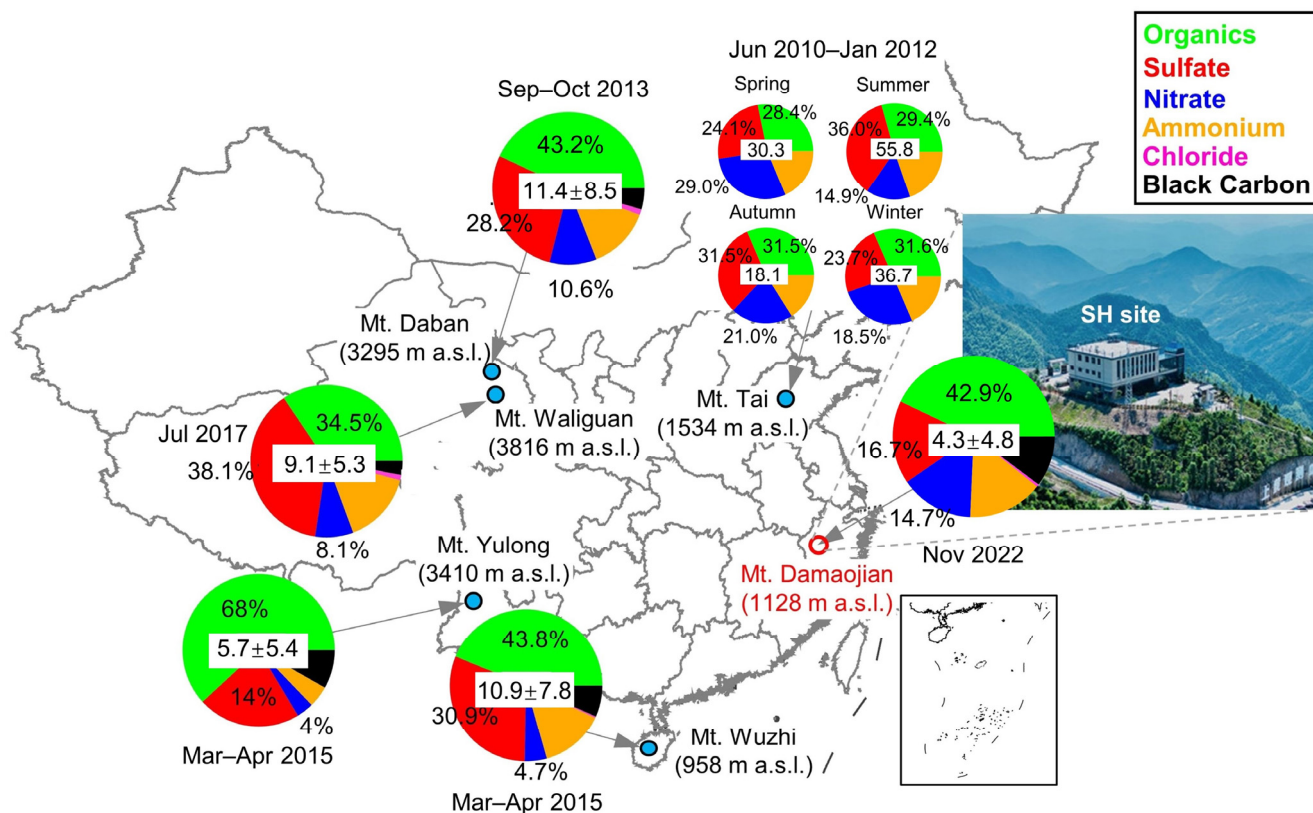 Organics
Sulfate
Nitrate
Ammonium
Chloride
Black Carbon
Jun 2010–Jan 2012
Spring
28.4%
24.1%
30.3
29.0%
Summer
36.0%
29.4%
55.8
14.9%
Autumn
31.5%
31.5%
18.1
21.0%
Winter
23.7%
31.6%
36.7
18.5%
Sep–Oct 2013
43.2%
11.4±8.5
28.2%
10.6%
Mt. Daban
(3295 m a.s.l.)
Mt. Waliguan
(3816 m a.s.l.)
Jul 2017
34.5%
38.1%
9.1±5.3
8.1%
Mt. Tai
(1534 m a.s.l.)
SH site
42.9%
4.3±4.8
16.7%
14.7%
Nov 2022
Mt. Damaojian
(1128 m a.s.l.)
Mt. Yulong
(3410 m a.s.l.)
68%
5.7±5.4
14%
4%
Mar–Apr 2015
43.8%
10.9±7.8
30.9%
4.7%
Mar–Apr 2015
Mt. Wuzhi
(958 m a.s.l.)